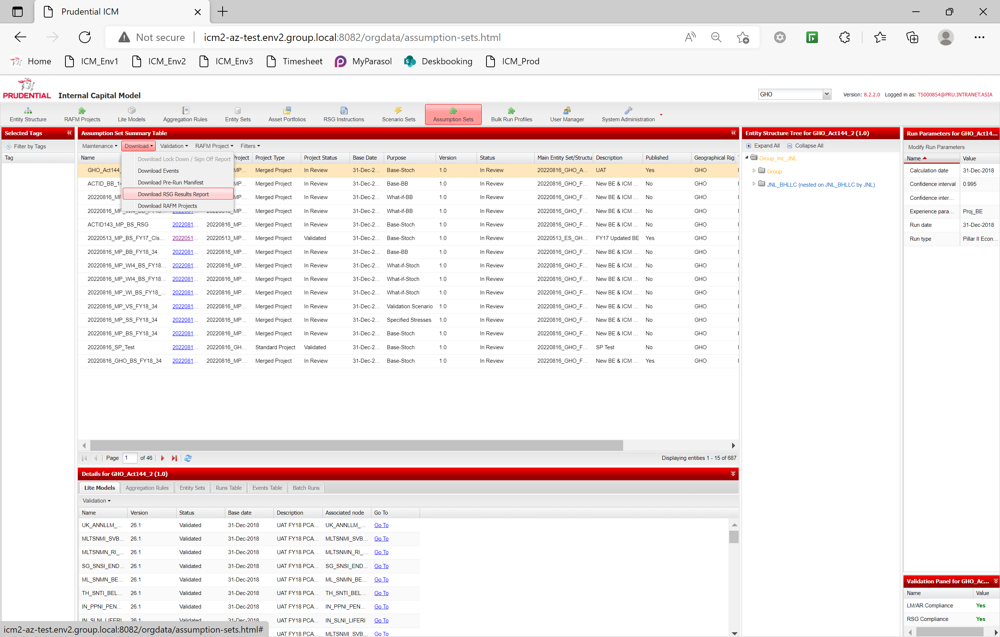 Prudential ICM
Not secure icm2-az-test.env2.group.local:8082/orgdata/assumption-sets.html
Home ICM_Env1 ICM_Env2 ICM_Env3 Timesheet MyParasol Deskbooking ICM_Prod
PRUDENTIAL Internal Capital Model GHO Version: 8.2.2.0 Logged in as: T5000854@PRU.INTRANET.ASIA
Entity Structure RAFM Projects Lite Models Aggregation Rules Entity Sets Asset Portfolios RSG Instructions Scenario Sets Assumption Sets Bulk Run Profiles User Manager System Administration
Selected Tags
Filter by Tags
Tag
Assumption Set Summary Table
Maintenance Download Validation RAFM Project Filters
Download Lock Down / Sign Off Report
Download Events
Download Pre-Run Manifest
Download RSG Results Report
Download RAFM Projects
Name Project Project Type Project Status Base Date Purpose Version Status Main Entity Set/Structu Description Published Geographical Rig
GHO_Act144_ MP... Merged Project In Review 31-Dec-2... Base-Stoch 1.0 In Review 20220816_GHO_A... UAT Yes GHO
ACTID_BB_14 MP... Merged Project In Review 31-Dec-2... Base-BB 1.0 In Review 20220816_GHO_F... New BE & ICM ... No GHO
20220816_MP MP... Merged Project In Review 31-Dec-2... What-if-BB 1.0 In Review 20220816_GHO_F... New BE & ICM ... No GHO
20220816_MP_WI4_BB_FY18... 2022081... 20220816_MP... Merged Project In Review 31-Dec-2... What-if-BB 1.0 In Review 20220816_GHO_F... New BE & ICM ... No GHO
ACTID143_MP_BS_RSG 2022081... 20220816_MP... Merged Project In Review 31-Dec-2... Base-Stoch 1.0 In Review 20220816_GHO_F... New BE & ICM ... No GHO
20220513_MP_BS_FY17_Cls... 2022051... 20220513_MP... Merged Project Validated 31-Dec-2... Base-Stoch 1.0 In Review 20220513_ES_GH... FY17 Updated BE Yes GHO
20220816_MP_BB_FY18_34 2022081... 20220816_MP... Merged Project In Review 31-Dec-2... Base-BB 1.0 In Review 20220816_GHO_F... New BE & ICM ... No GHO
20220816_MP_WI4_BS_FY18... 2022081... 20220816_MP... Merged Project In Review 31-Dec-2... What-if-Stoch 1.0 In Review 20220816_GHO_F... New BE & ICM ... No GHO
20220816_MP_WI4_BS_FY18... 2022081... 20220816_MP... Merged Project In Review 31-Dec-2... What-if-Stoch 1.0 In Review 20220816_GHO_F... New BE & ICM ... No GHO
20220816_MP_WI_BS_FY18_... 2022081... 20220816_MP... Merged Project In Review 31-Dec-2... What-if-Stoch 1.0 In Review 20220816_GHO_F... New BE & ICM ... No GHO
20220816_MP_VS_FY18_34 2022081... 20220816_MP... Merged Project In Review 31-Dec-2... Validation Scenario 1.0 In Review 20220816_GHO_F... New BE & ICM ... No GHO
20220816_MP_SS_FY18_34 2022081... 20220816_MP... Merged Project In Review 31-Dec-2... Specified Stresses 1.0 In Review 20220816_GHO_F... New BE & ICM ... No GHO
20220816_MP_BS_FY18_34 2022081... 20220816_MP... Merged Project In Review 31-Dec-2... Base-Stoch 1.0 In Review 20220816_GHO_F... New BE & ICM ... No GHO
20220816_SP_Test 2022081... 20220816_GH... Standard Project Validated 31-Dec-2... Base-Stoch 1.0 In Review 20220816_GHO_F... SP Test No GHO
20220816_GHO_BS_FY18_34 2022081... 20220816_MP... Merged Project In Review 31-Dec-2... Base-Stoch 1.0 In Review 20220816_GHO_F... New BE & ICM ... Yes GHO
Page 1 of 46 Displaying entities 1 - 15 of 687
Details for GHO_Act144_2 (1.0)
Lite Models Aggregation Rules Entity Sets Runs Table Events Table Batch Runs
Validation
Name Version Status Base date Description Associated node Go To
UK_ANNLLM_... 26.1 Validated 31-Dec-2018 UAT FY18 PCA... UK_ANNLLM_... Go To
MLTSNMI_SVB... 26.1 Validated 31-Dec-2018 UAT FY18 PCA... MLTSNMI_SVB... Go To
MLTSNMN_RI_... 26.1 Validated 31-Dec-2018 UAT FY18 PCA... MLTSNMN_RI_... Go To
SG_SNSI_END... 26.1 Validated 31-Dec-2018 UAT FY18 PCA... SG_SNSI_END... Go To
ML_SNMN_BE... 26.1 Validated 31-Dec-2018 UAT FY18 PCA... ML_SNMN_BE... Go To
TH_SNTI_BEL... 26.1 Validated 31-Dec-2018 UAT FY18 PCA... TH_SNTI_BEL... Go To
IN_PPNI_PEN... 26.1 Validated 31-Dec-2018 UAT FY18 PCA... IN_PPNI_PEN... Go To
IN_SLNI_LIFERI 26.1 Validated 31-Dec-2018 UAT FY18 PCA... IN_SLNI_LIFERI Go To
UAT FY18 PCA... MLTSNMI_SVB... Go To
icm2-az-test.env2.group.local:8082/orgdata/assumption-sets.html#
Entity Structure Tree for GHO_Act144_2 (1.0)
Expand All Collapse All
Group_Inc_JNL
Group
JNL_BHLLC (nested on JNL_BHLLC by JNL)
Run Parameters for GHO_Act14...
Modify Run Parameters
Name Value
Calculation date 31-Dec-2018
Confidence interval 0.995
Confidence inter...
Experience para... Proj_BE
Run date 31-Dec-2018
Run type Pillar II Econ...
Validation Panel for GHO_Ac...
Name Value
LM/AR Compliance Yes
RSG Compliance Yes